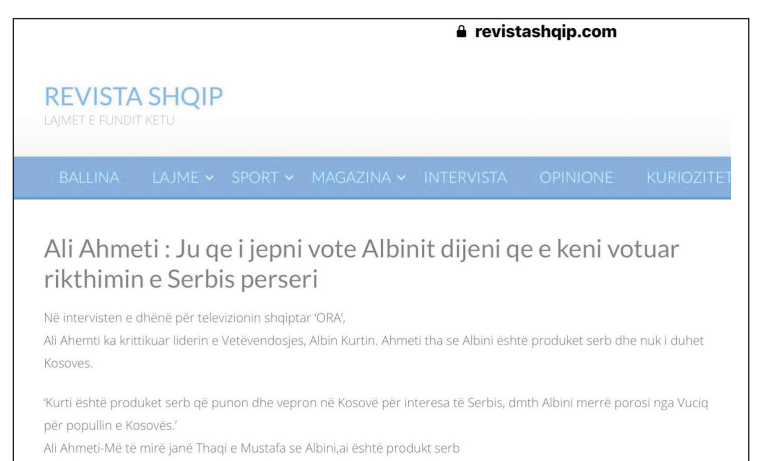 revistashqip.com
REVISTA SHQIP
LAJMET E FUNDIT KETU
BALLINA LAJME SPORT MAGAZINA INTERVISTA OPINIONE KURIOZITET
Ali Ahmeti : Ju qe i jepni vote Albinit dijeni qe e keni votuar
rikthimin e Serbis perseri
Në intervisten e dhënë për televizionin shqiptar ‘ORA’,
Ali Ahemti ka krittikuar liderin e Vetëvendosjes, Albin Kurtin. Ahmeti tha se Albini është produket serb dhe nuk i duhet
Kosoves.
‘Kurti është produket serb që punon dhe vepron në Kosovë për interesa të Serbis, dmth Albini merrë porosi nga Vuciq
për popullin e Kosovës.’
Ali Ahmeti-Më të mirë janë Thaqi e Mustafa se Albini,ai është produkt serb